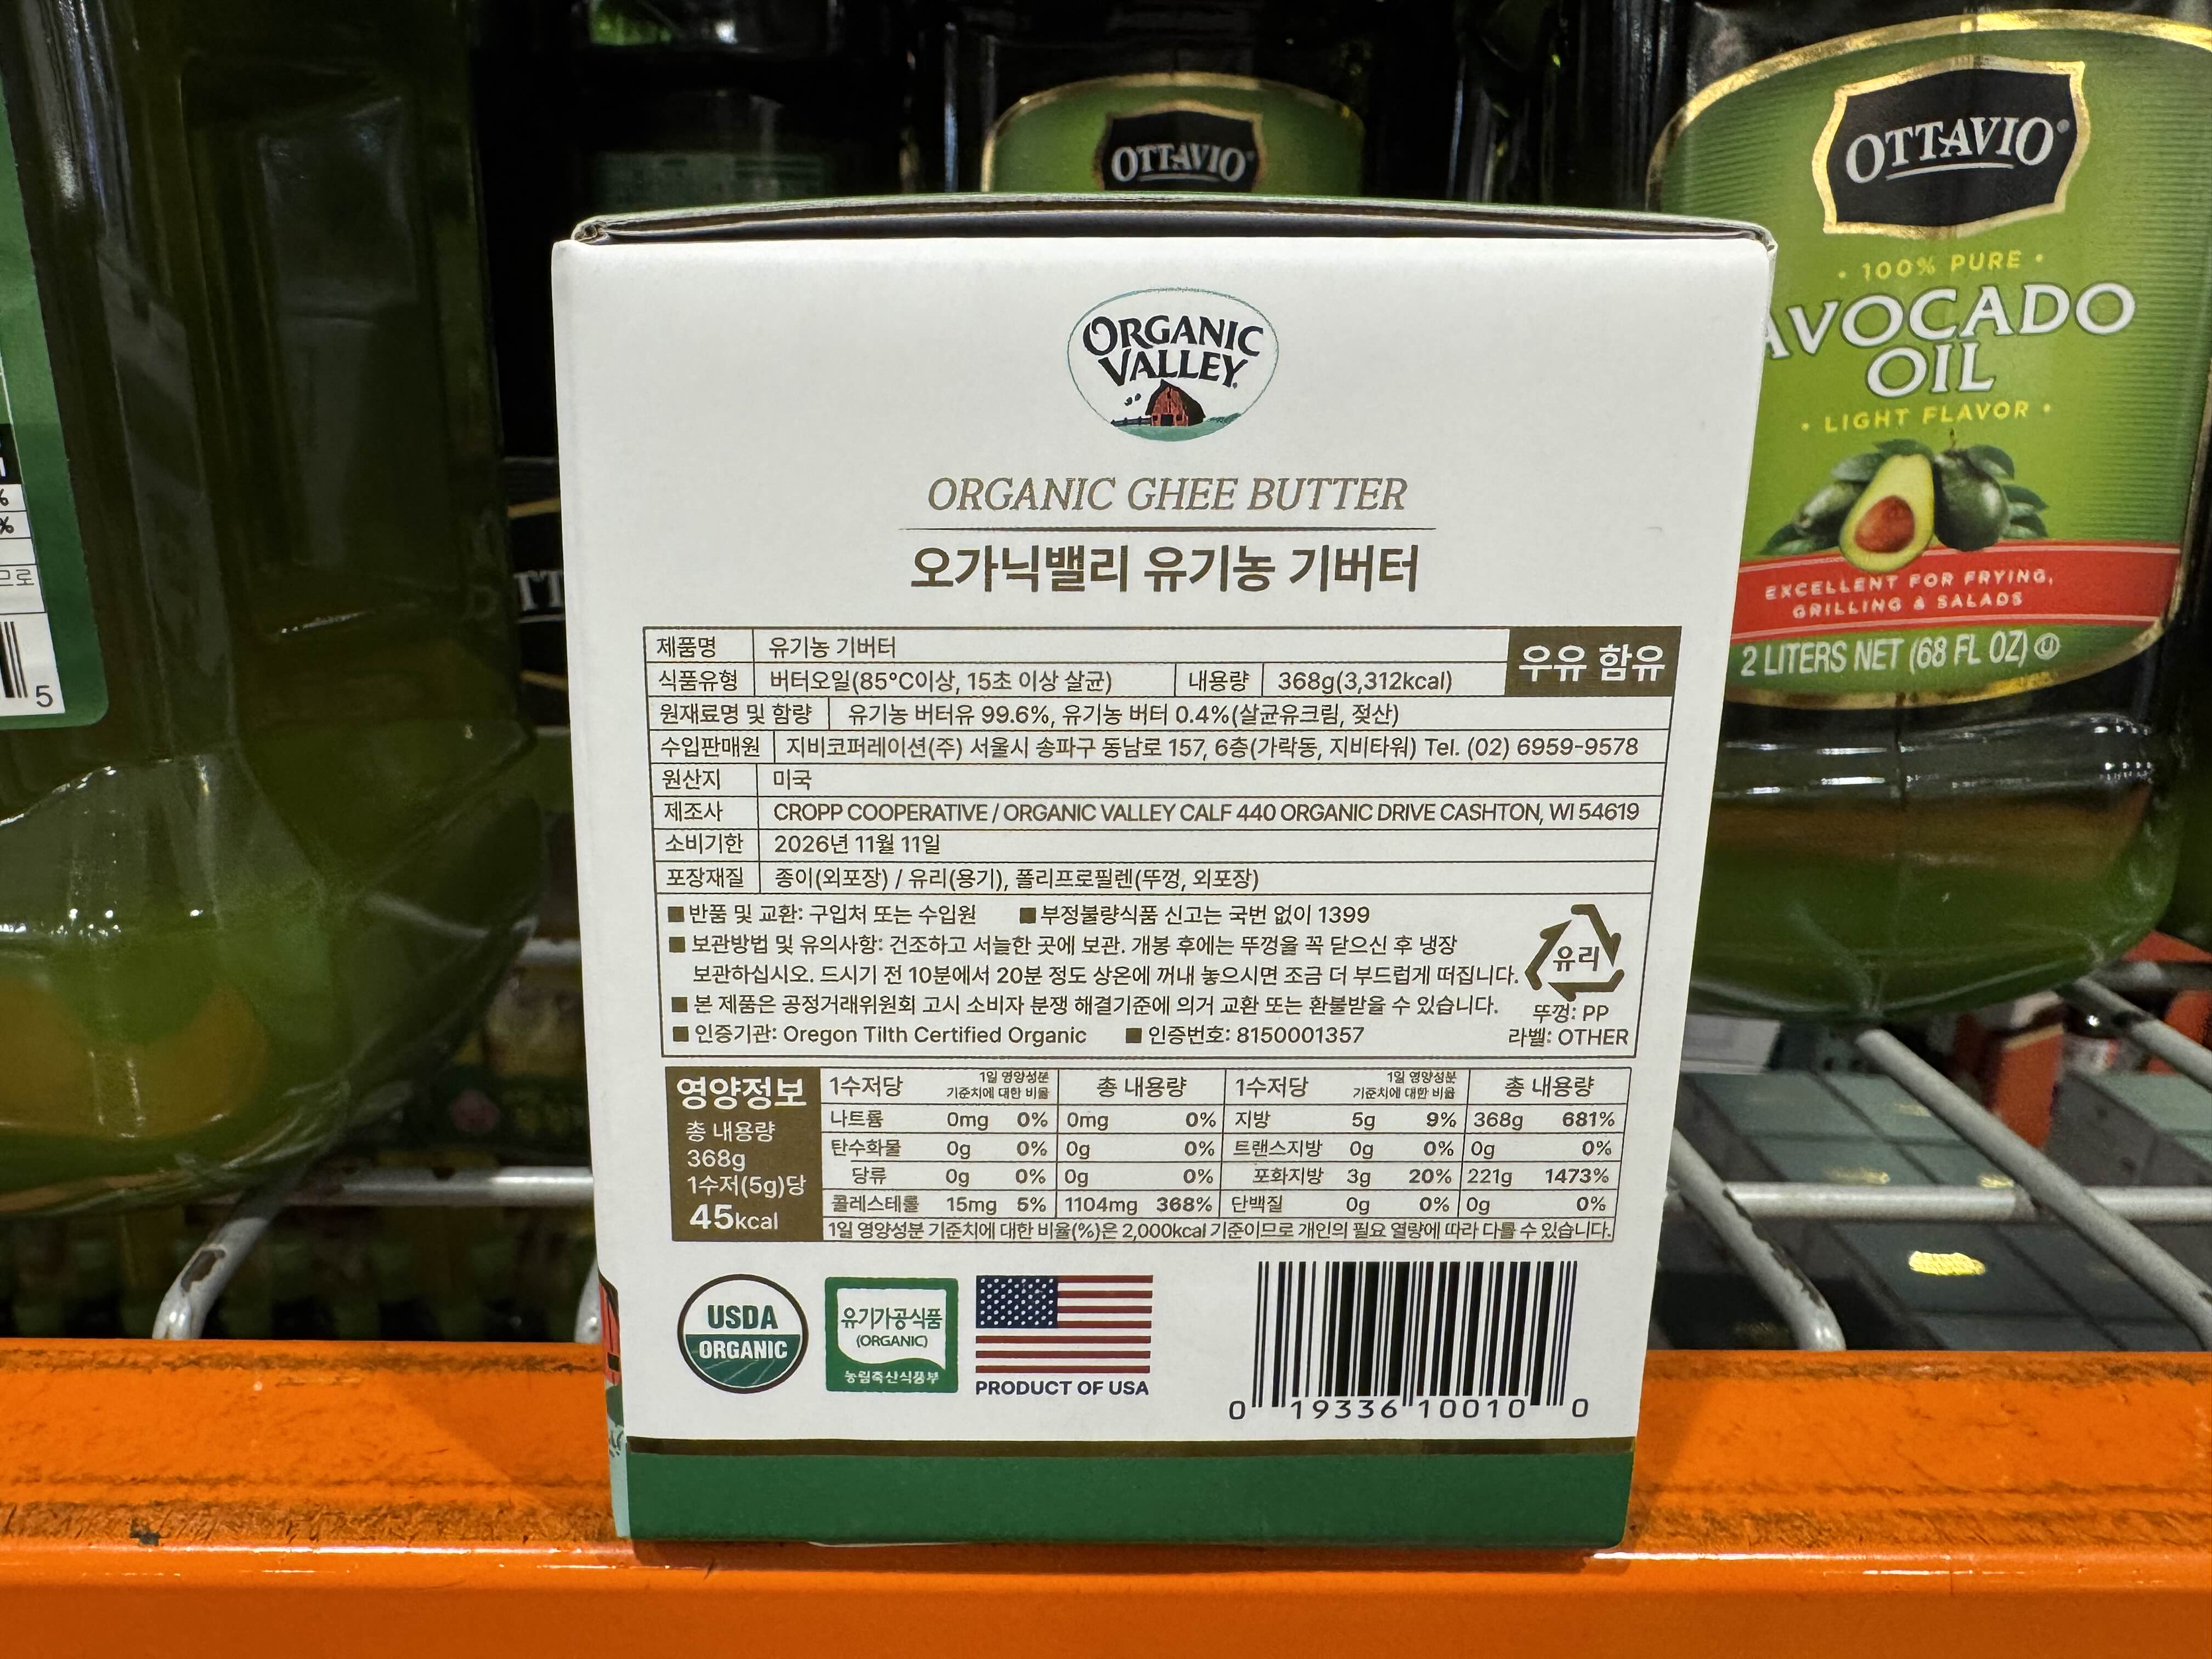 OTTAVIO
OTTAVIO
• 100% PURE •
AVOCADO
OIL
• LIGHT FLAVOR •
EXCELLENT FOR FRYING,
GRILLING & SALADS
2 LITERS NET (68 FL OZ)
%
%
므로
5
ORGANIC
VALLEY
ORGANIC GHEE BUTTER
오가닉밸리 유기농 기버터
제품명 유기농 기버터
우유 함유
식품유형 버터오일(85°C이상, 15초 이상 살균) 내용량 368g(3,312kcal)
원재료명 및 함량 유기농 버터유 99.6%, 유기농 버터 0.4%(살균유크림, 젖산)
수입판매원 지비코퍼레이션(주) 서울시 송파구 동남로 157, 6층(가락동, 지비타워) Tel. (02) 6959-9578
원산지 미국
제조사 CROPP COOPERATIVE / ORGANIC VALLEY CALF 440 ORGANIC DRIVE CASHTON, WI 54619
소비기한 2026년 11월 11일
포장재질 종이(외포장) / 유리(용기), 폴리프로필렌(뚜껑, 외포장)
■ 반품 및 교환: 구입처 또는 수입원 ■ 부정불량식품 신고는 국번 없이 1399
■ 보관방법 및 유의사항: 건조하고 서늘한 곳에 보관. 개봉 후에는 뚜껑을 꼭 닫으신 후 냉장
보관하십시오. 드시기 전 10분에서 20분 정도 상온에 꺼내 놓으시면 조금 더 부드럽게 떠집니다.
■ 본 제품은 공정거래위원회 고시 소비자 분쟁 해결기준에 의거 교환 또는 환불받을 수 있습니다.
■ 인증기관: Oregon Tilth Certified Organic ■ 인증번호: 8150001357
유리
뚜껑: PP
라벨: OTHER
영양정보
총 내용량
368g
1수저(5g)당
45kcal
1수저당 1일 영양성분 기준치에 대한 비율 총 내용량 1수저당 1일 영양성분 기준치에 대한 비율 총 내용량
나트륨 0mg 0% 0mg 0% 지방 5g 9% 368g 681%
탄수화물 0g 0% 0g 0% 트랜스지방 0g 0% 0g 0%
당류 0g 0% 0g 0% 포화지방 3g 20% 221g 1473%
콜레스테롤 15mg 5% 1104mg 368% 단백질 0g 0% 0g 0%
1일 영양성분 기준치에 대한 비율(%)은 2,000kcal 기준이므로 개인의 필요 열량에 따라 다를 수 있습니다.
USDA
ORGANIC
유기가공식품
(ORGANIC)
농림축산식품부
PRODUCT OF USA
0 19336 10010 0